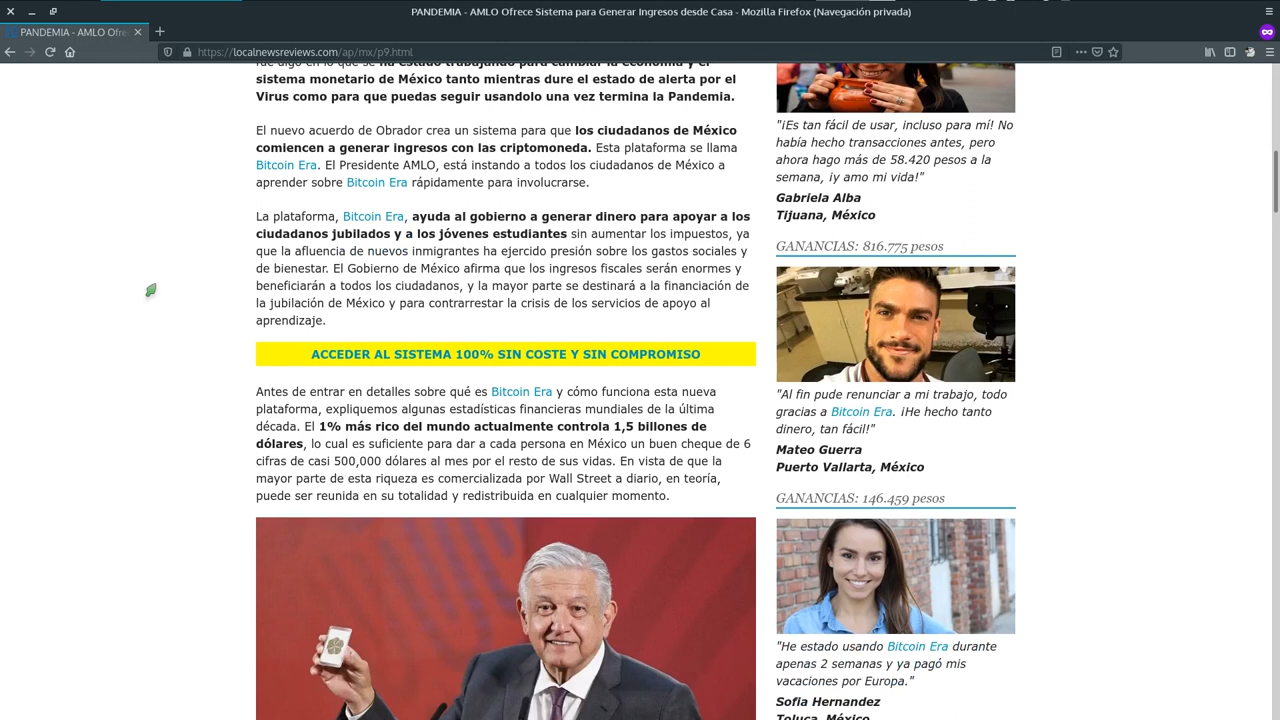 PANDEMIA - AMLO Ofrece Sistema para Generar Ingresos desde Casa - Mozilla Firefox (Navegación privada)
PANDEMIA - AMLO Ofre
https://localnewsreviews.com/ap/mx/p9.html
fue algo en lo que se ha estado trabajando para cambiar la economía y el
sistema monetario de México tanto mientras dure el estado de alerta por el
Virus como para que puedas seguir usandolo una vez termina la Pandemia.
El nuevo acuerdo de Obrador crea un sistema para que los ciudadanos de México
comiencen a generar ingresos con las criptomoneda. Esta plataforma se llama
Bitcoin Era. El Presidente AMLO, está instando a todos los ciudadanos de México a
aprender sobre Bitcoin Era rápidamente para involucrarse.
La plataforma, Bitcoin Era, ayuda al gobierno a generar dinero para apoyar a los
ciudadanos jubilados y a los jóvenes estudiantes sin aumentar los impuestos, ya
que la afluencia de nuevos inmigrantes ha ejercido presión sobre los gastos sociales y
de bienestar. El Gobierno de México afirma que los ingresos fiscales serán enormes y
beneficiarán a todos los ciudadanos, y la mayor parte se destinará a la financiación de
la jubilación de México y para contrarrestar la crisis de los servicios de apoyo al
aprendizaje.
ACCEDER AL SISTEMA 100% SIN COSTE Y SIN COMPROMISO
Antes de entrar en detalles sobre qué es Bitcoin Era y cómo funciona esta nueva
plataforma, expliquemos algunas estadísticas financieras mundiales de la última
década. El 1% más rico del mundo actualmente controla 1,5 billones de
dólares, lo cual es suficiente para dar a cada persona en México un buen cheque de 6
cifras de casi 500,000 dólares al mes por el resto de sus vidas. En vista de que la
mayor parte de esta riqueza es comercializada por Wall Street a diario, en teoría,
puede ser reunida en su totalidad y redistribuida en cualquier momento.
"¡Es tan fácil de usar, incluso para mí! No
había hecho transacciones antes, pero
ahora hago más de 58.420 pesos a la
semana, ¡y amo mi vida!"
Gabriela Alba
Tijuana, México
GANANCIAS: 816.775 pesos
"Al fin pude renunciar a mi trabajo, todo
gracias a Bitcoin Era. ¡He hecho tanto
dinero, tan fácil!"
Mateo Guerra
Puerto Vallarta, México
GANANCIAS: 146.459 pesos
"He estado usando Bitcoin Era durante
apenas 2 semanas y ya pagó mis
vacaciones por Europa."
Sofia Hernandez
Toluca, México